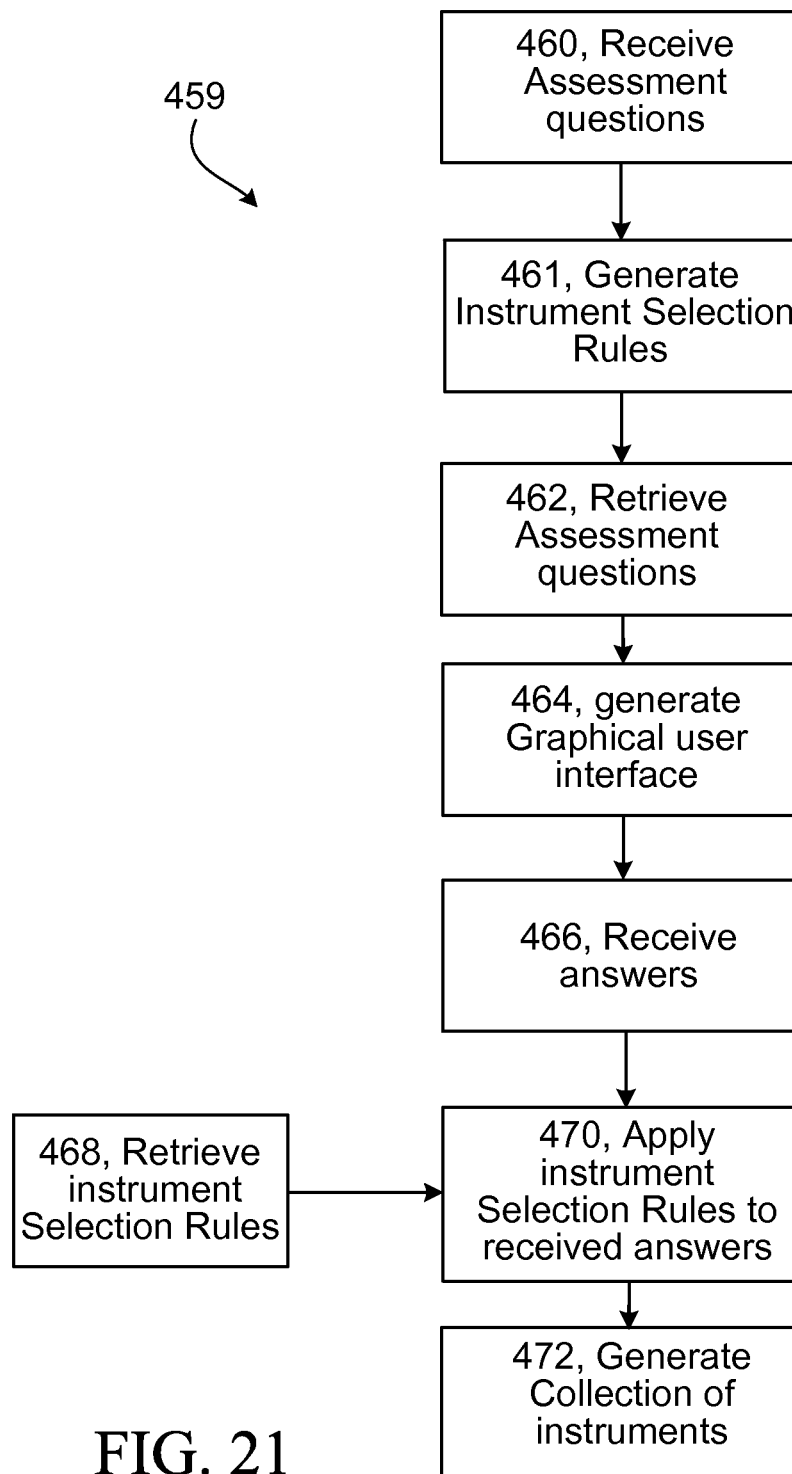 459
460, Receive
Assessment
questions
461, Generate
Instrument Selection
Rules
462, Retrieve
Assessment
questions
464, generate
Graphical user
interface
466, Receive
answers
468, Retrieve
instrument
Selection Rules
470, Apply
instrument
Selection Rules to
received answers
472, Generate
Collection of
instruments
FIG. 21